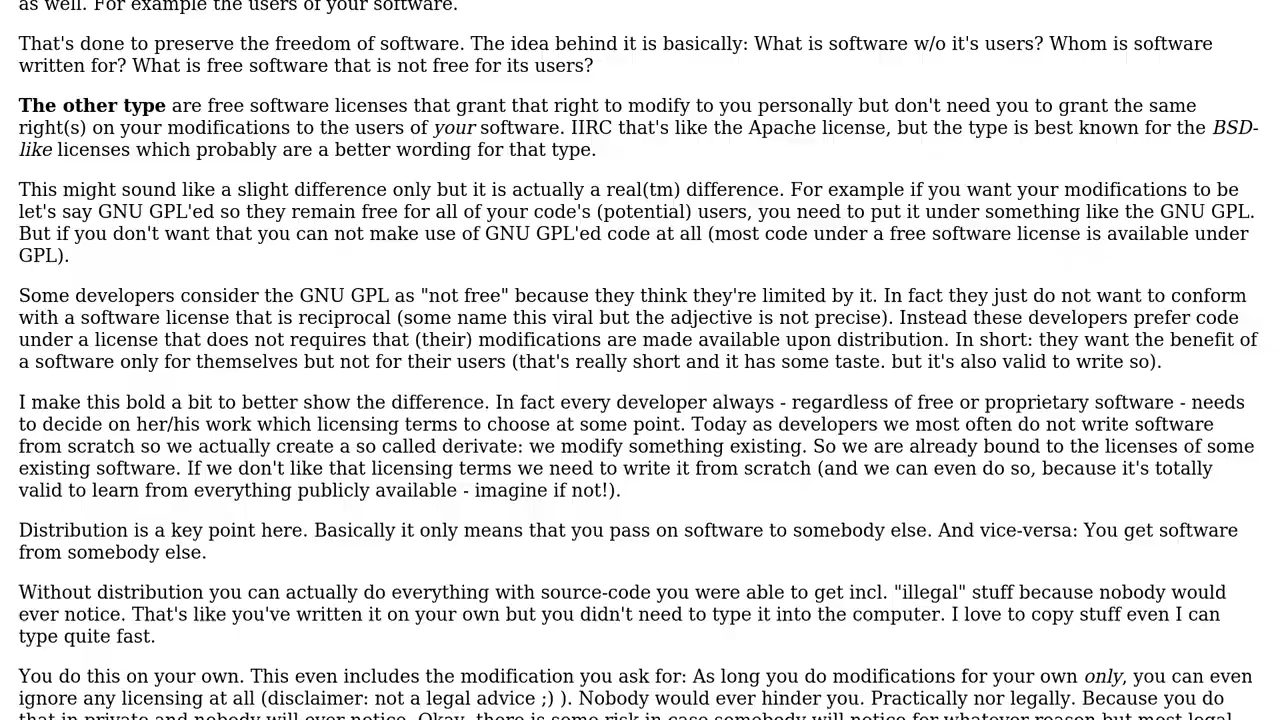 as well. For example the users of your software.
That's done to preserve the freedom of software. The idea behind it is basically: What is software w/o it's users? Whom is software
written for? What is free software that is not free for its users?
The other type are free software licenses that grant that right to modify to you personally but don't need you to grant the same
right(s) on your modifications to the users of your software. IIRC that's like the Apache license, but the type is best known for the BSD-
like licenses which probably are a better wording for that type.
This might sound like a slight difference only but it is actually a real(tm) difference. For example if you want your modifications to be
let's say GNU GPL'ed so they remain free for all of your code's (potential) users, you need to put it under something like the GNU GPL.
But if you don't want that you can not make use of GNU GPL'ed code at all (most code under a free software license is available under
GPL).
Some developers consider the GNU GPL as "not free" because they think they're limited by it. In fact they just do not want to conform
with a software license that is reciprocal (some name this viral but the adjective is not precise). Instead these developers prefer code
under a license that does not requires that (their) modifications are made available upon distribution. In short: they want the benefit of
a software only for themselves but not for their users (that's really short and it has some taste. but it's also valid to write so).
I make this bold a bit to better show the difference. In fact every developer always - regardless of free or proprietary software - needs
to decide on her/his work which licensing terms to choose at some point. Today as developers we most often do not write software
from scratch so we actually create a so called derivate: we modify something existing. So we are already bound to the licenses of some
existing software. If we don't like that licensing terms we need to write it from scratch (and we can even do so, because it's totally
valid to learn from everything publicly available - imagine if not!).
Distribution is a key point here. Basically it only means that you pass on software to somebody else. And vice-versa: You get software
from somebody else.
Without distribution you can actually do everything with source-code you were able to get incl. "illegal" stuff because nobody would
ever notice. That's like you've written it on your own but you didn't need to type it into the computer. I love to copy stuff even I can
type quite fast.
You do this on your own. This even includes the modification you ask for: As long you do modifications for your own only, you can even
ignore any licensing at all (disclaimer: not a legal advice ;) ). Nobody would ever hinder you. Practically nor legally. Because you do
that in private and nobody will ever notice. Okay, there is some risk in case somebody will notice for whatever reason but most local